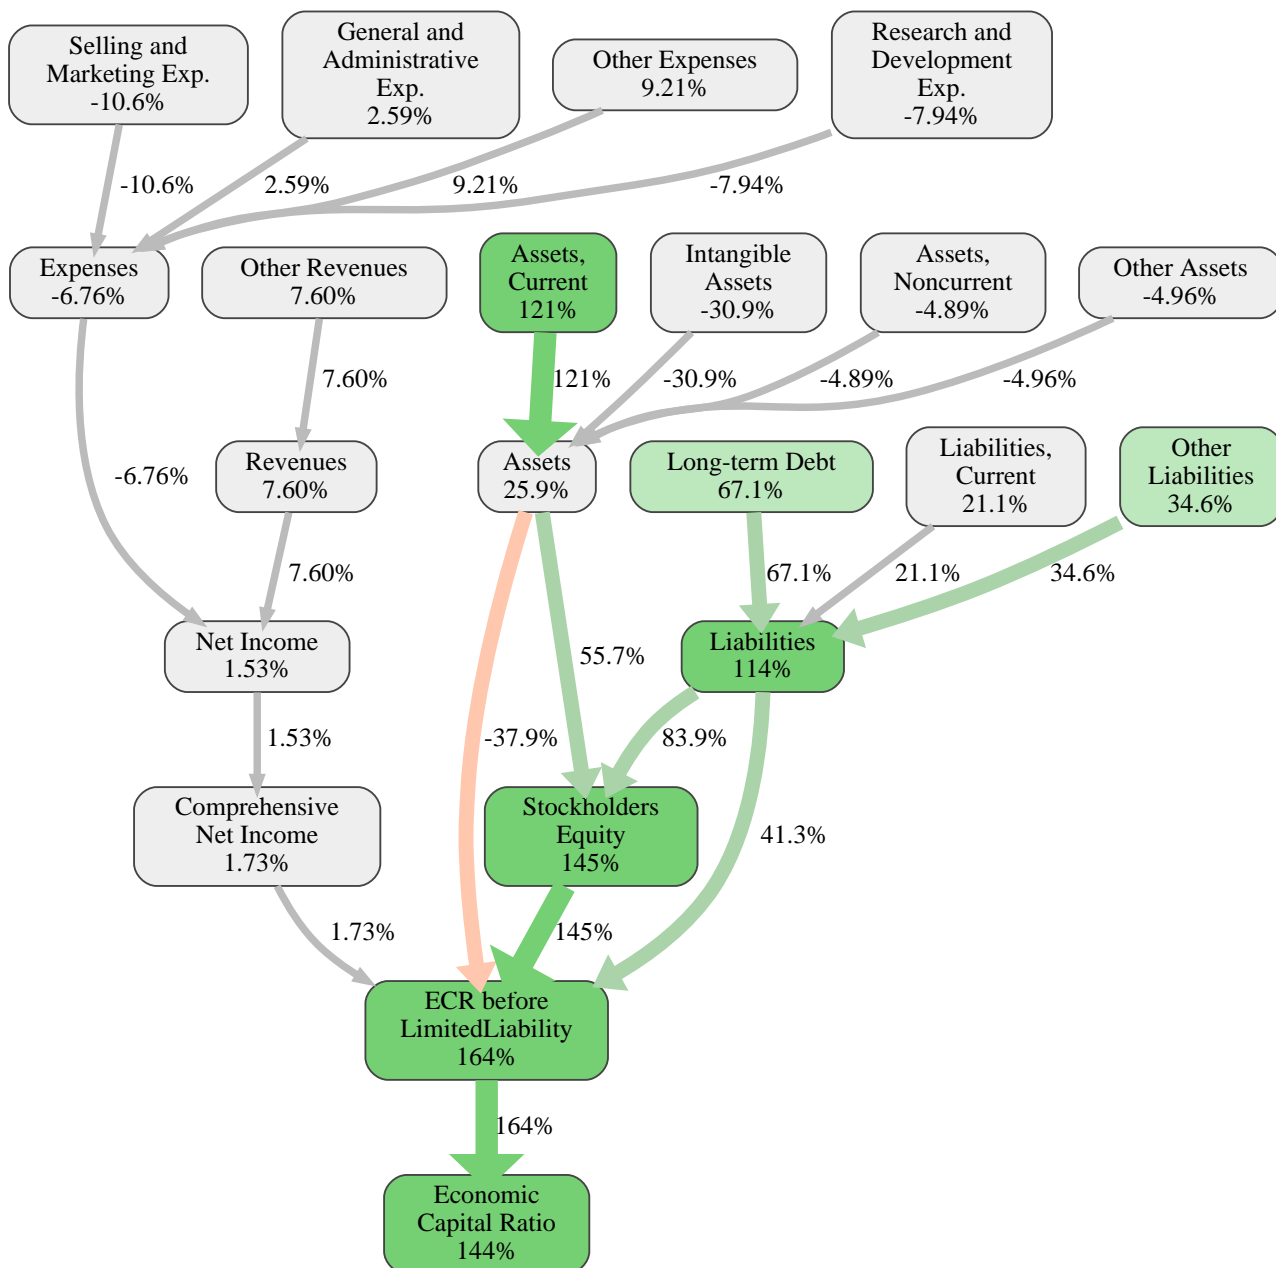 Selling and
Marketing Exp.
-10.6%
General and
Administrative
Exp.
2.59%
Other Expenses
9.21%
Research and
Development
Exp.
-7.94%
-10.6%
2.59%
9.21%
-7.94%
Expenses
-6.76%
Other Revenues
7.60%
Assets,
Current
121%
Intangible
Assets
-30.9%
Assets,
Noncurrent
-4.89%
Other Assets
-4.96%
7.60%
121%
-30.9%
-4.89%
-4.96%
-6.76%
Revenues
7.60%
Assets
25.9%
Long-term Debt
67.1%
Liabilities,
Current
21.1%
Other
Liabilities
34.6%
7.60%
67.1%
21.1%
34.6%
Net Income
1.53%
55.7%
Liabilities
114%
1.53%
-37.9%
83.9%
Comprehensive
Net Income
1.73%
Stockholders
Equity
145%
41.3%
1.73%
145%
ECR before
LimitedLiability
164%
164%
Economic
Capital Ratio
144%